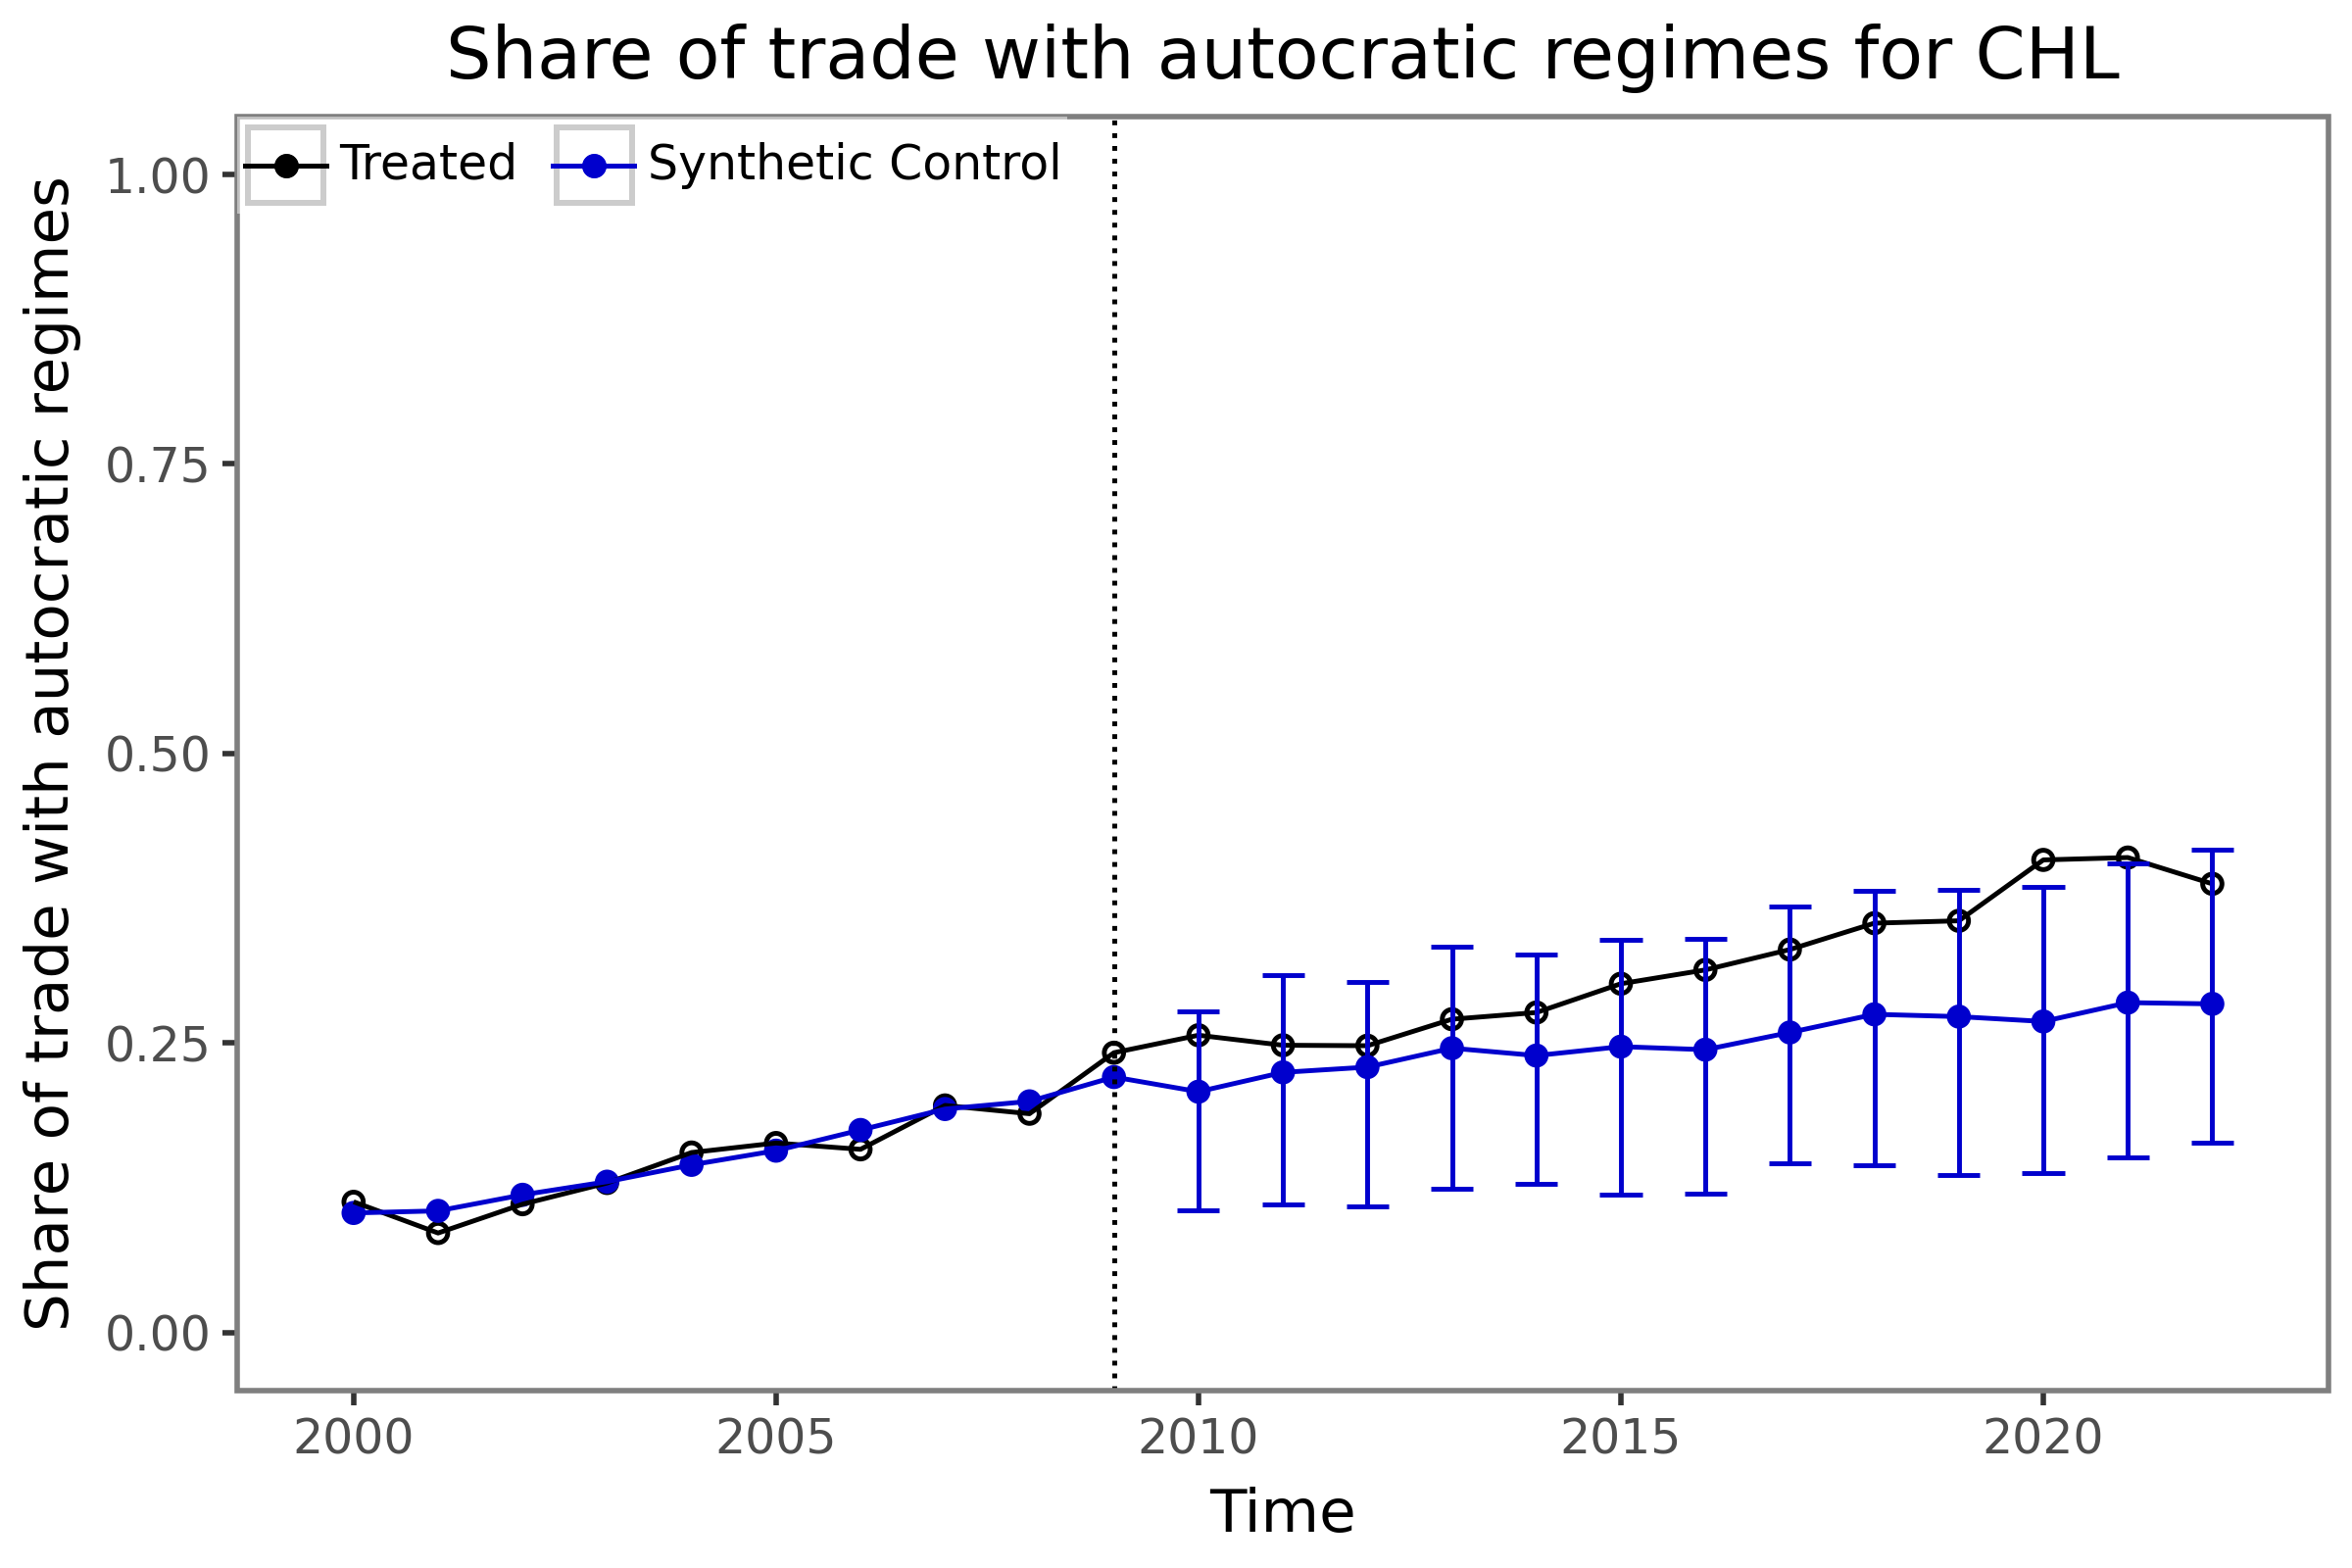 Share of trade with autocratic regimes for CHL
Treated
Synthetic Control
Share of trade with autocratic regimes
1.00
0.75
0.50
0.25
0.00
2000
2005
2010
2015
2020
Time